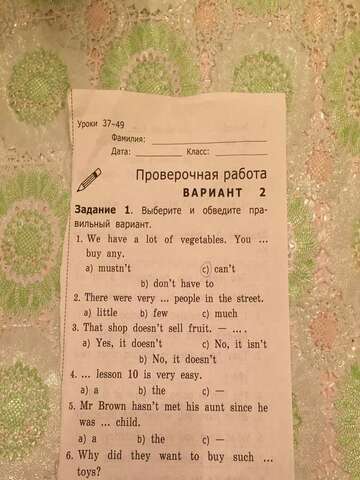 Уроки 37–49
Фамилия:
Дата: Класс:
Проверочная работа
ВАРИАНТ 2
Задание 1. Выберите и обведите пра-
вильный вариант.
1. We have a lot of vegetables. You ...
buy any.
a) mustn't c) can't
b) don't have to
2. There were very ... people in the street.
a) little b) few c) much
3. That shop doesn't sell fruit. — ... .
a) Yes, it doesn't c) No, it isn't
b) No, it doesn't
4. ... lesson 10 is very easy.
a) a b) the c) —
5. Mr Brown hasn't met his aunt since he
was ... child.
a) a b) the c) —
6. Why did they want to buy such ...
toys?